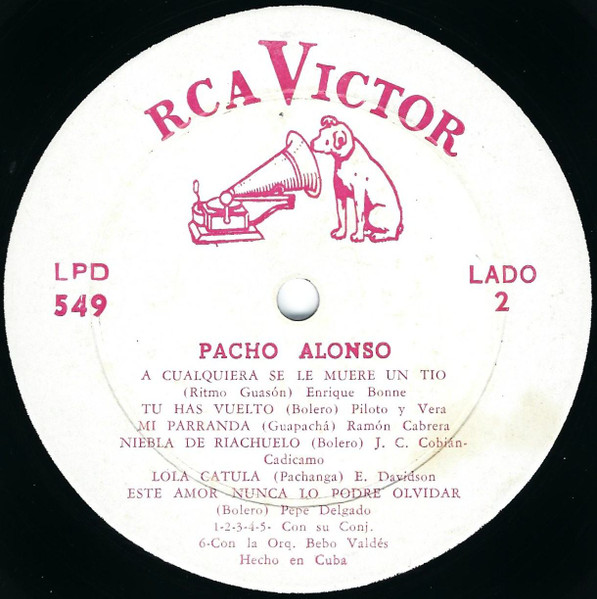 RCA VICTOR
LPD
549
LADO
2
PACHO ALONSO
A CUALQUIERA SE LE MUERE UN TIO
(Ritmo Guasón) Enrique Bonne
TU HAS VUELTO (Bolero) Piloto y Vera
MI PARRANDA (Guapachá) Ramón Cabrera
NIEBLA DE RIACHUELO (Bolero) J. C. Cobián-
Cadicamo
LOLA CATULA (Pachanga) E. Davidson
ESTE AMOR NUNCA LO PODRE OLVIDAR
(Bolero) Pepe Delgado
1-2-3-4-5- Con su Conj.
6-Con la Orq. Bebo Valdés
Hecho en Cuba